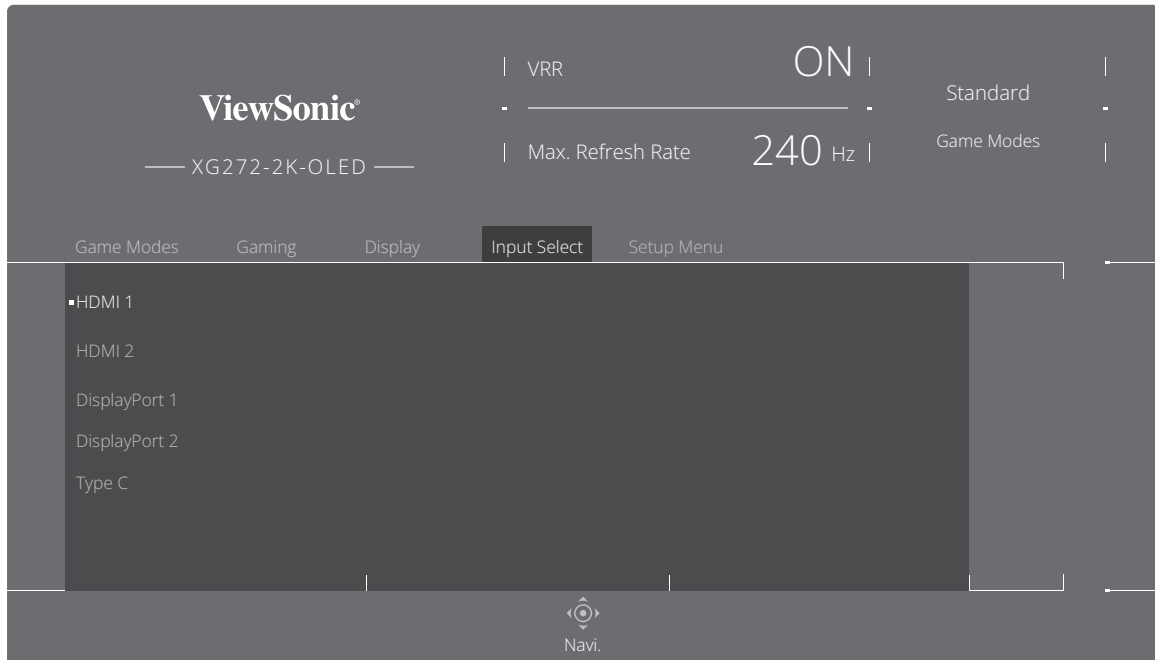 ViewSonic®
XG272-2K-OLED
VRR ON
Max. Refresh Rate 240 Hz
Standard
Game Modes
Game Modes Gaming Display Input Select Setup Menu
HDMI 1
HDMI 2
DisplayPort 1
DisplayPort 2
Type C
Navi.